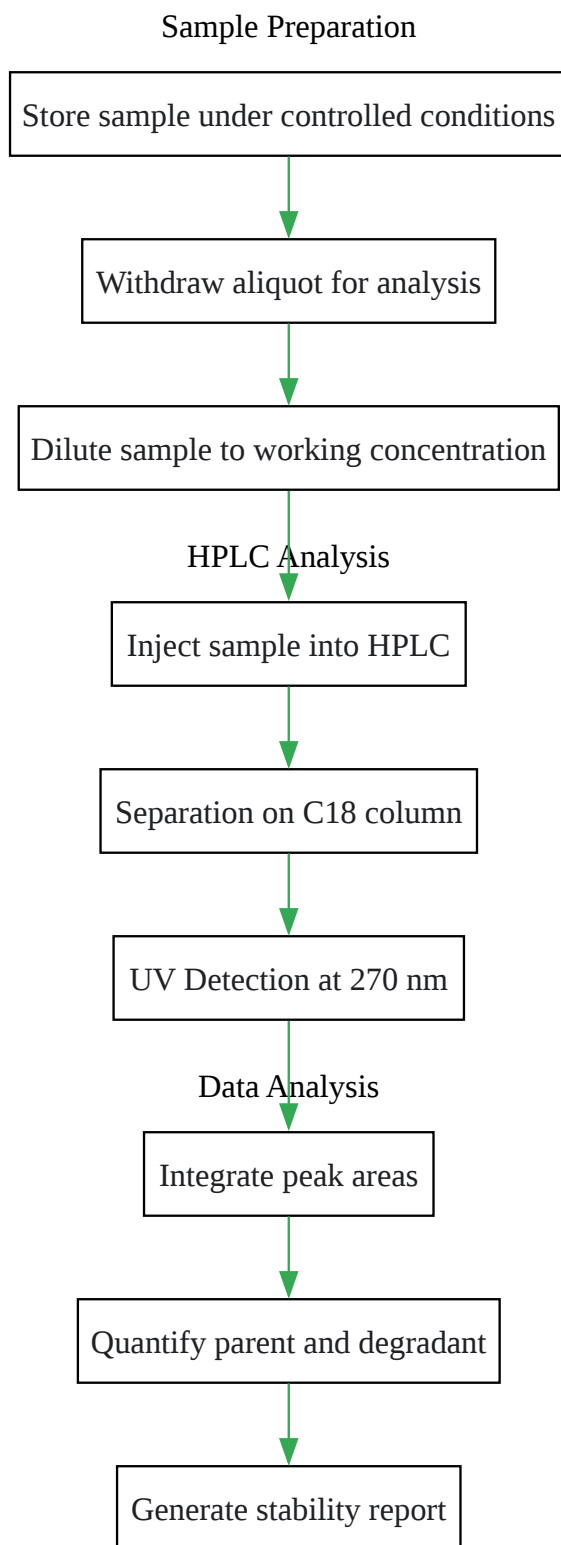 Sample Preparation
Store sample under controlled conditions
Withdraw aliquot for analysis
Dilute sample to working concentration
HPLC Analysis
Inject sample into HPLC
Separation on C18 column
UV Detection at 270 nm
Data Analysis
Integrate peak areas
Quantify parent and degradant
Generate stability report